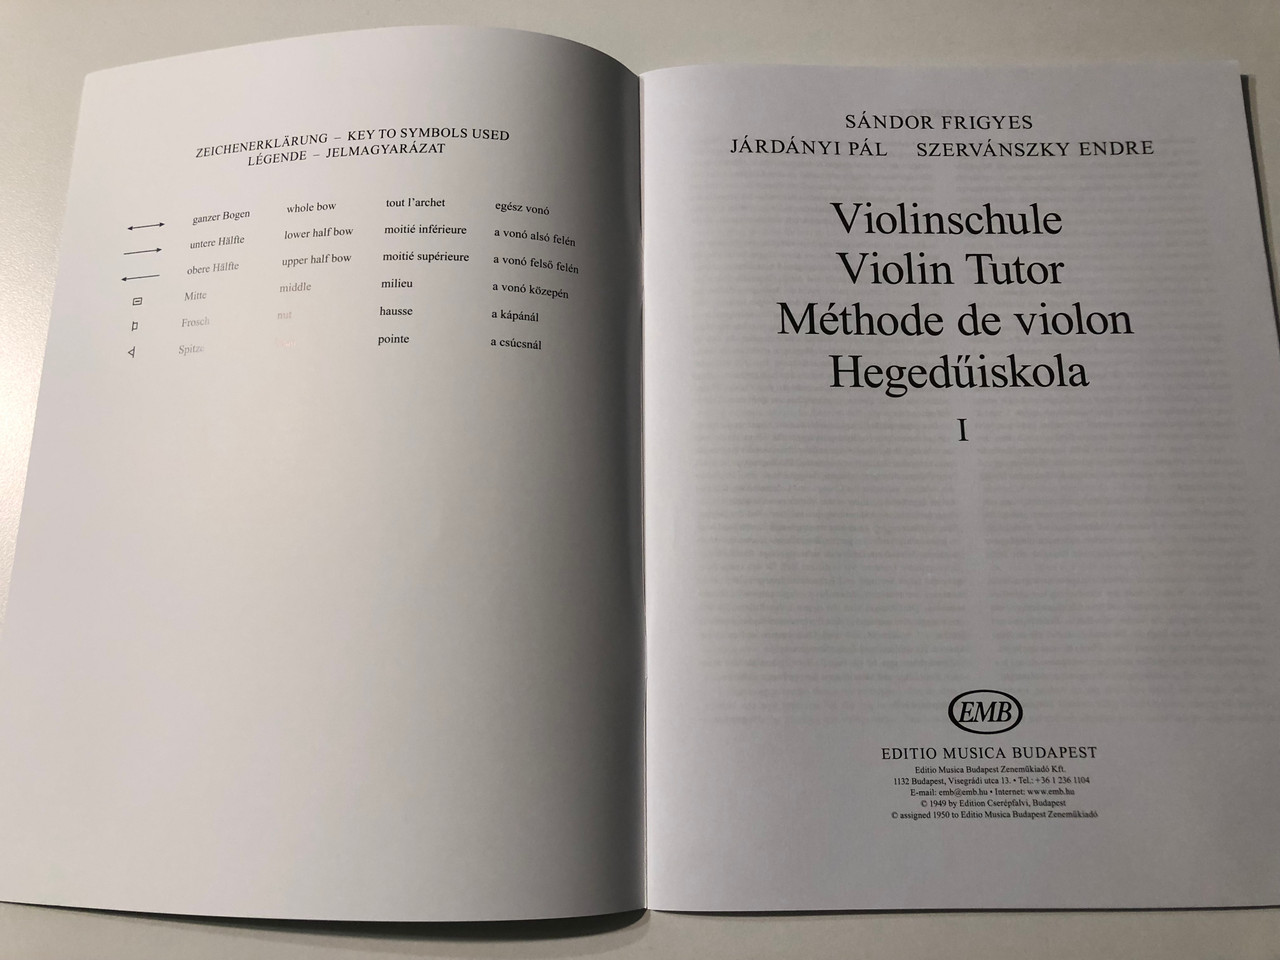 ZEICHENERKLÄRUNG – KEY TO SYMBOLS USED
LÉGENDE – JELMAGYARÁZAT
ganzer Bogen whole bow tout l'archet egész vonó
untere Hälfte lower half bow moitié inférieure a vonó alsó felén
obere Hälfte upper half bow moitié supérieure a vonó felső felén
Mitte middle milieu a vonó közepén
Frosch nut hausse a kápánál
Spitze pointe a csúcsnál
SÁNDOR FRIGYES
JÁRDÁNYI PÁL SZERVÁNSZKY ENDRE
Violinschule
Violin Tutor
Méthode de violon
Hegedűiskola
I
EMB
EDITIO MUSICA BUDAPEST
Editio Musica Budapest Zeneműkiadó Kft.
1132 Budapest, Visegrádi utca 13. • Tel.: +36 1 236 1104
E-mail: emb@emb.hu • Internet: www.emb.hu
© 1949 by Edition Cserépfalvi, Budapest
© assigned 1950 to Editio Musica Budapest Zeneműkiadó